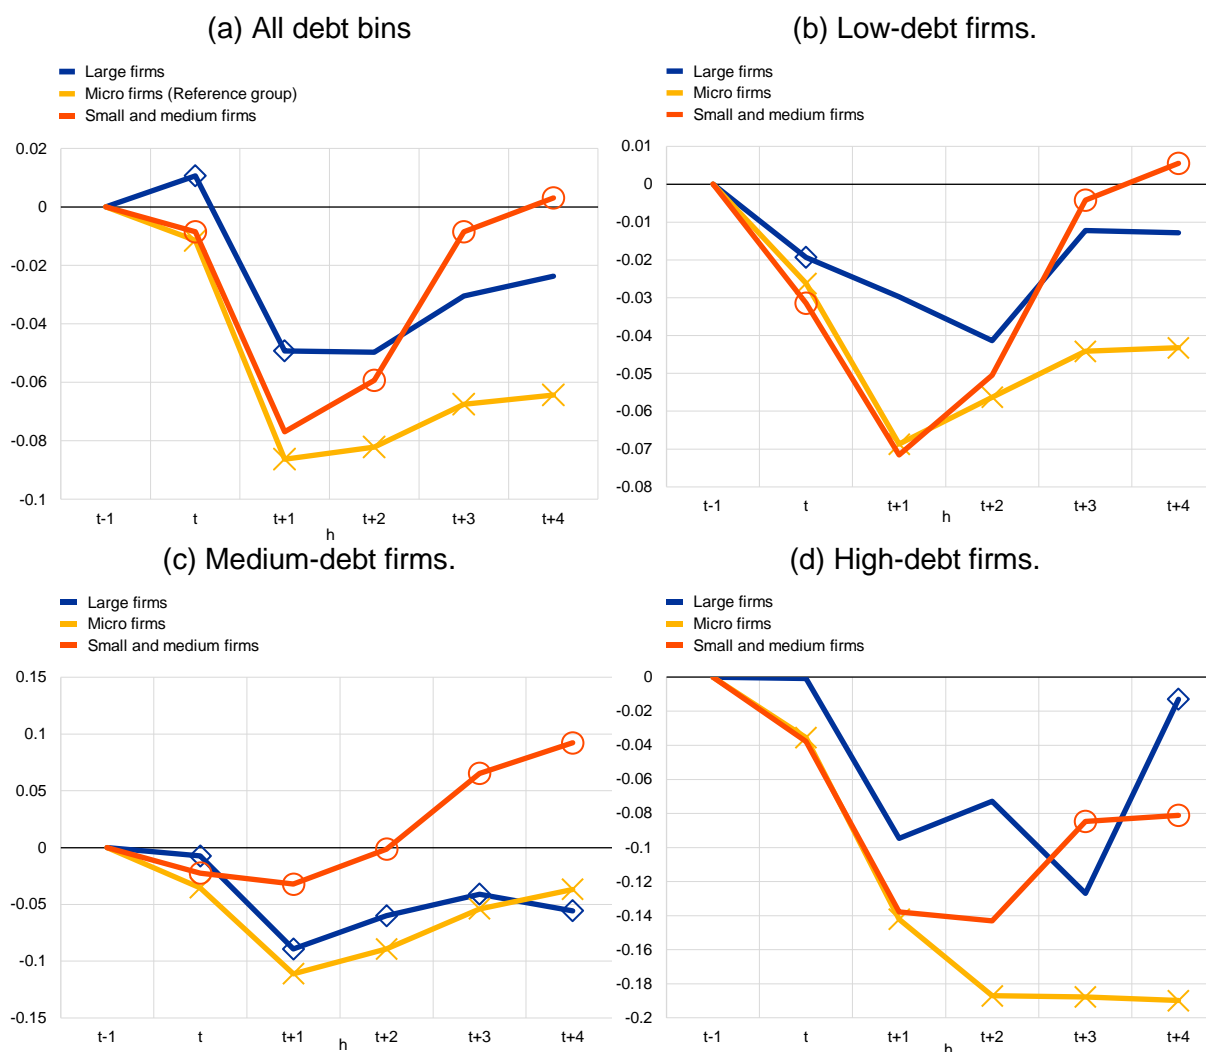 (a) All debt bins
Large firms
Micro firms (Reference group)
Small and medium firms
0.02
0
-0.02
-0.04
-0.06
-0.08
-0.1
t-1 t t+1 t+2 t+3 t+4
h
(b) Low-debt firms.
Large firms
Micro firms
Small and medium firms
0.01
0
-0.01
-0.02
-0.03
-0.04
-0.05
-0.06
-0.07
-0.08
t-1 t t+1 t+2 t+3 t+4
h
(c) Medium-debt firms.
Large firms
Micro firms
Small and medium firms
0.15
0.1
0.05
0
-0.05
-0.1
-0.15
t-1 t t+1 t+2 t+3 t+4
h
(d) High-debt firms.
Large firms
Micro firms
Small and medium firms
0
-0.02
-0.04
-0.06
-0.08
-0.1
-0.12
-0.14
-0.16
-0.18
-0.2
t-1 t t+1 t+2 t+3 t+4
h